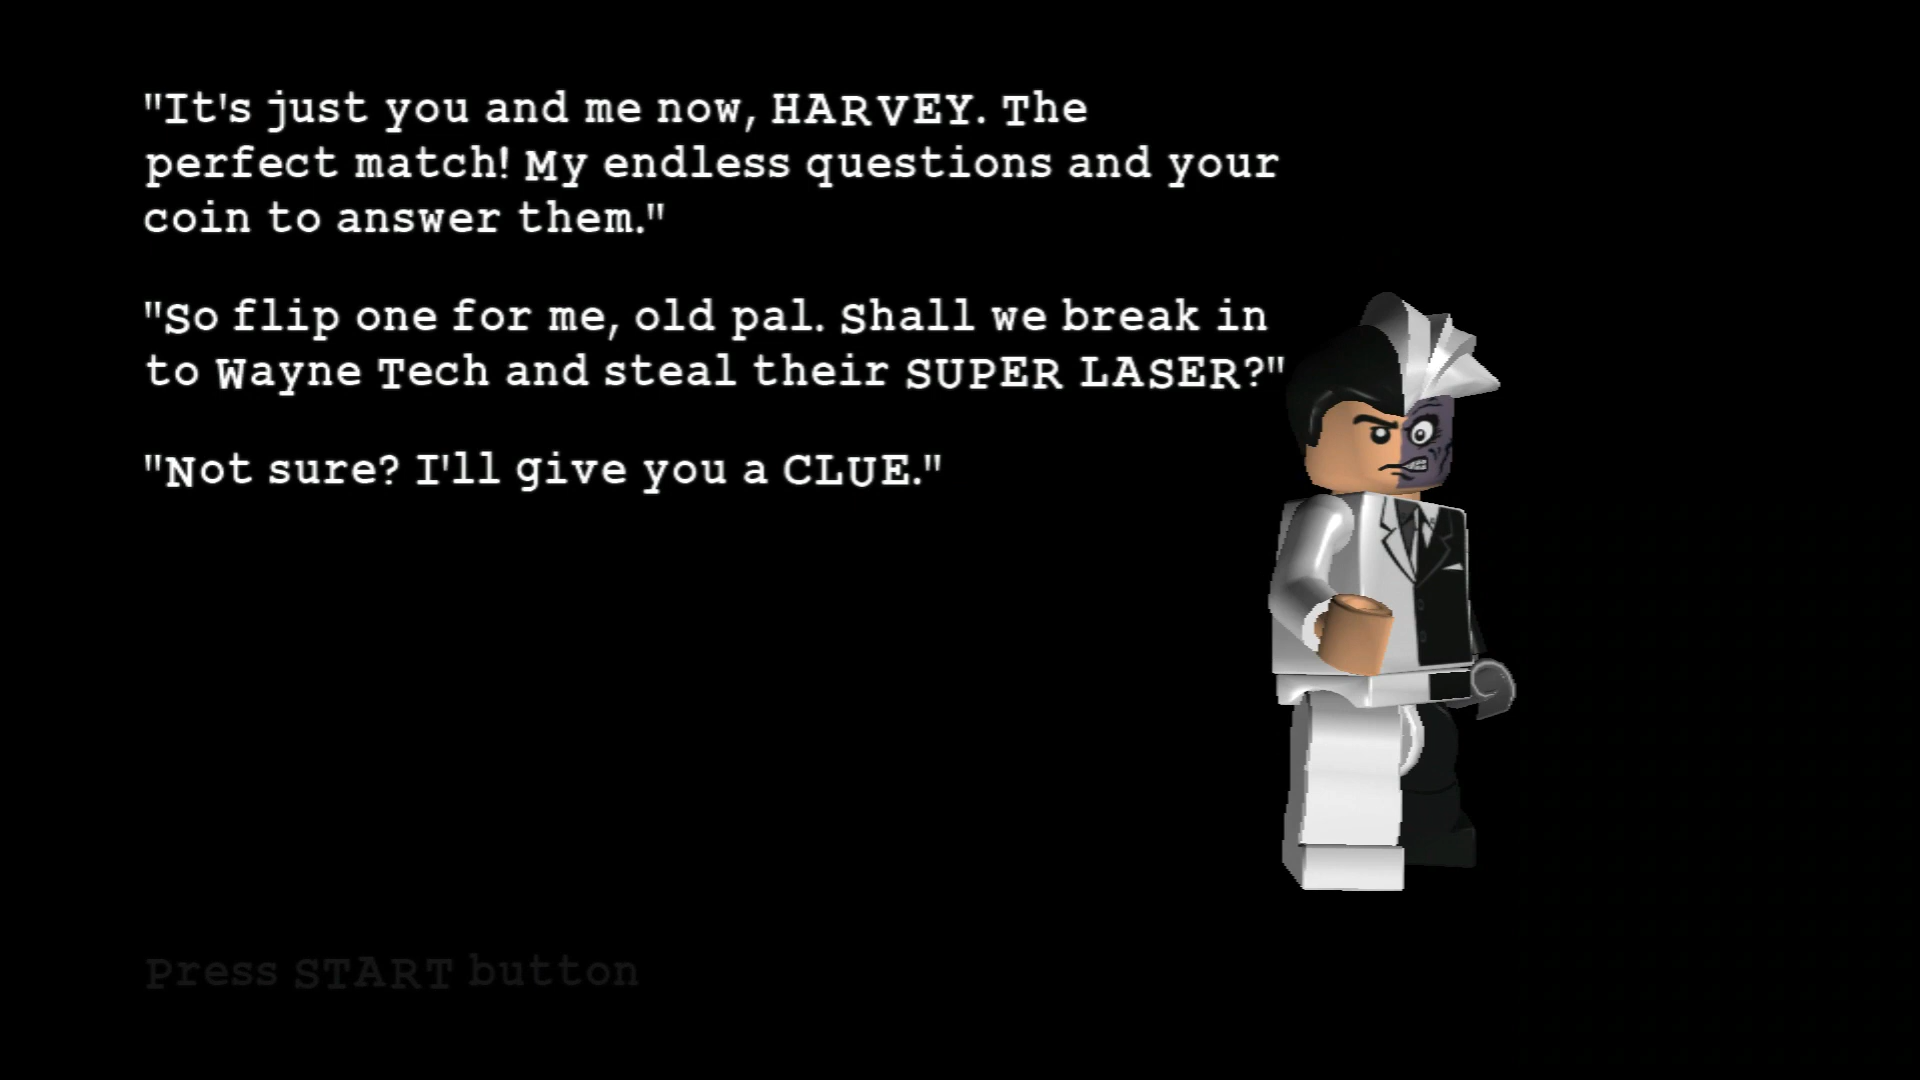 "It's just you and me now, HARVEY. The
perfect match! My endless questions and your
coin to answer them."
"So flip one for me, old pal. Shall we break in
to Wayne Tech and steal their SUPER LASER?"
"Not sure? I'll give you a CLUE."
Press START button